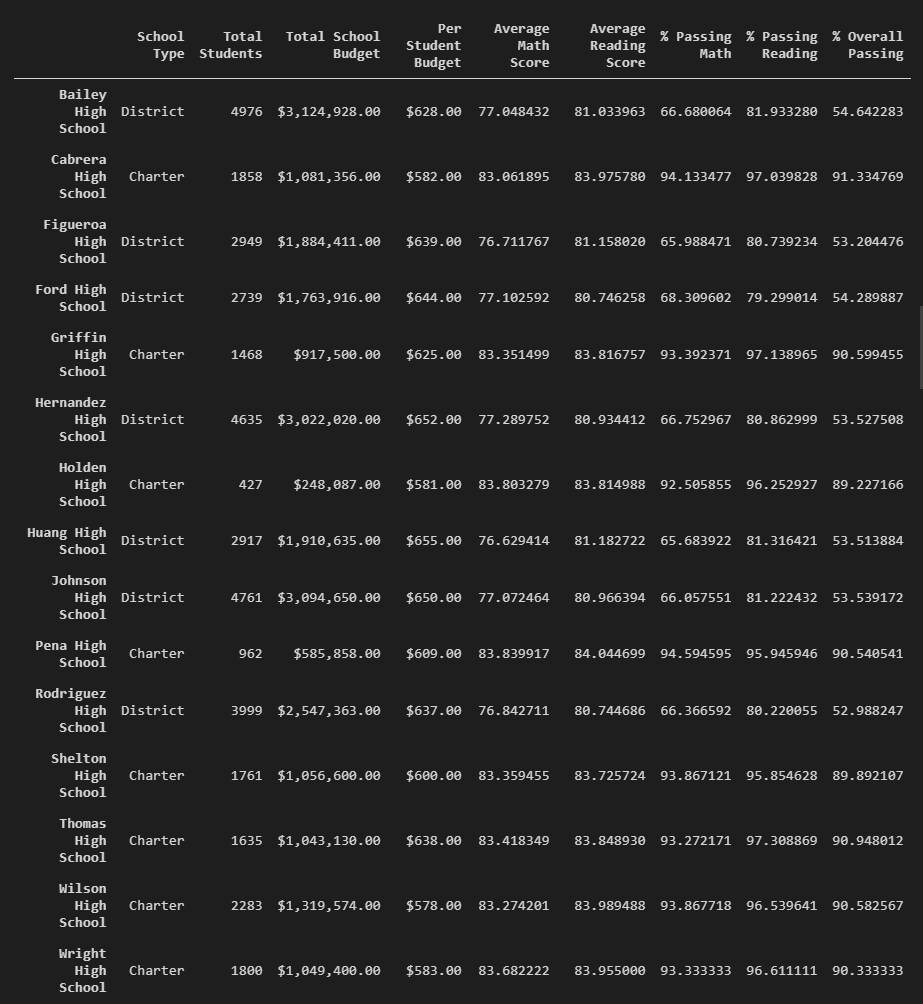 School Type Total Students Total School Budget Per Student Budget Average Math Score Average Reading Score % Passing Math % Passing Reading % Overall Passing
Bailey High School District 4976 $3,124,928.00 $628.00 77.048432 81.033963 66.680064 81.933280 54.642283
Cabrera High School Charter 1858 $1,081,356.00 $582.00 83.061895 83.975780 94.133477 97.039828 91.334769
Figueroa High School District 2949 $1,884,411.00 $639.00 76.711767 81.158020 65.988471 80.739234 53.204476
Ford High School District 2739 $1,763,916.00 $644.00 77.102592 80.746258 68.309602 79.299014 54.289887
Griffin High School Charter 1468 $917,500.00 $625.00 83.351499 83.816757 93.392371 97.138965 90.599455
Hernandez High School District 4635 $3,022,020.00 $652.00 77.289752 80.934412 66.752967 80.862999 53.527508
Holden High School Charter 427 $248,087.00 $581.00 83.803279 83.814988 92.505855 96.252927 89.227166
Huang High School District 2917 $1,910,635.00 $655.00 76.629414 81.182722 65.683922 81.316421 53.513884
Johnson High School District 4761 $3,094,650.00 $650.00 77.072464 80.966394 66.057551 81.222432 53.539172
Pena High School Charter 962 $585,858.00 $609.00 83.839917 84.044699 94.594595 95.945946 90.540541
Rodriguez High School District 3999 $2,547,363.00 $637.00 76.842711 80.744686 66.366592 80.220055 52.988247
Shelton High School Charter 1761 $1,056,600.00 $600.00 83.359455 83.725724 93.867121 95.854628 89.892107
Thomas High School Charter 1635 $1,043,130.00 $638.00 83.418349 83.848930 93.272171 97.308869 90.948012
Wilson High School Charter 2283 $1,319,574.00 $578.00 83.274201 83.989488 93.867718 96.539641 90.582567
Wright High School Charter 1800 $1,049,400.00 $583.00 83.682222 83.955000 93.333333 96.611111 90.333333